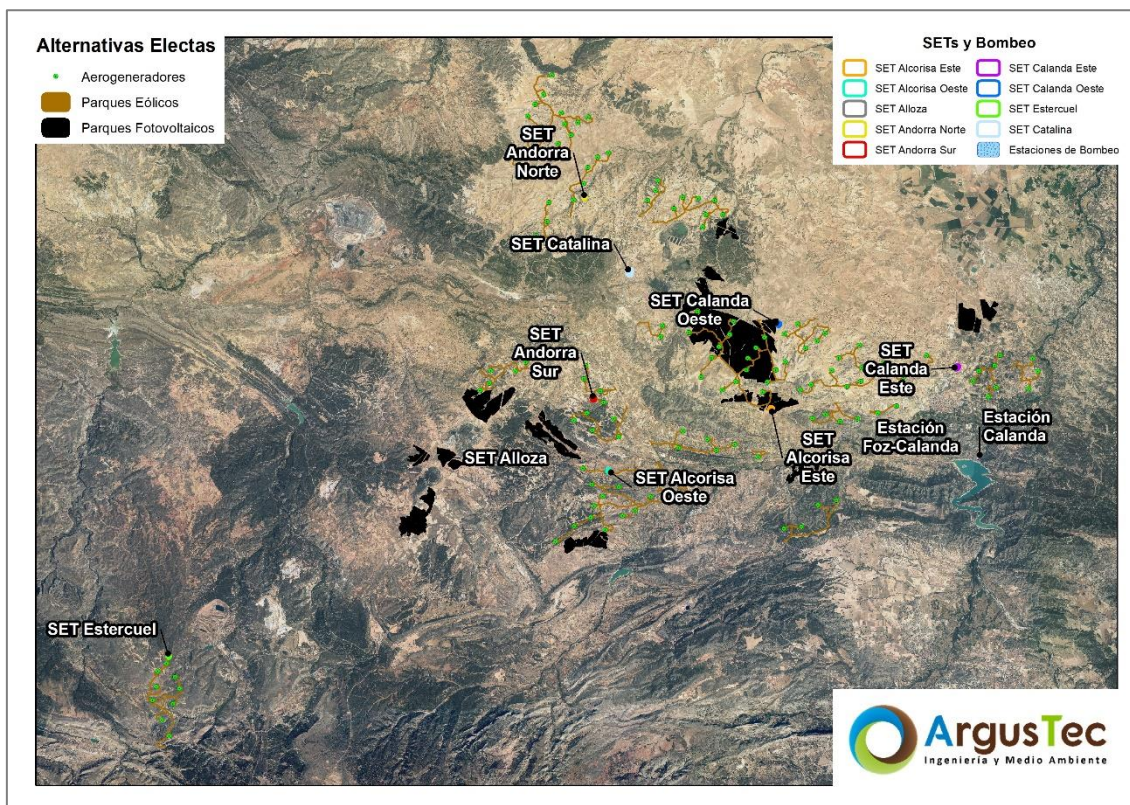 Alternativas Electas
Aerogeneradores
Parques Eólicos
Parques Fotovoltaicos
SETs y Bombeo
SET Alcorisa Este
SET Alcorisa Oeste
SET Alloza
SET Andorra Norte
SET Andorra Sur
SET Calanda Este
SET Calanda Oeste
SET Estercuel
SET Catalina
Estaciones de Bombeo
SET
Andorra
Norte
SET Catalina
SET Calanda
Oeste
SET
Andorra
Sur
SET
Calanda
Este
Estación
Foz-Calanda
Estación
Calanda
SET Alloza
SET Alcorisa
Oeste
SET
Alcorisa
Este
SET Estercuel
ArgusTec
Ingeniería y Medio Ambiente